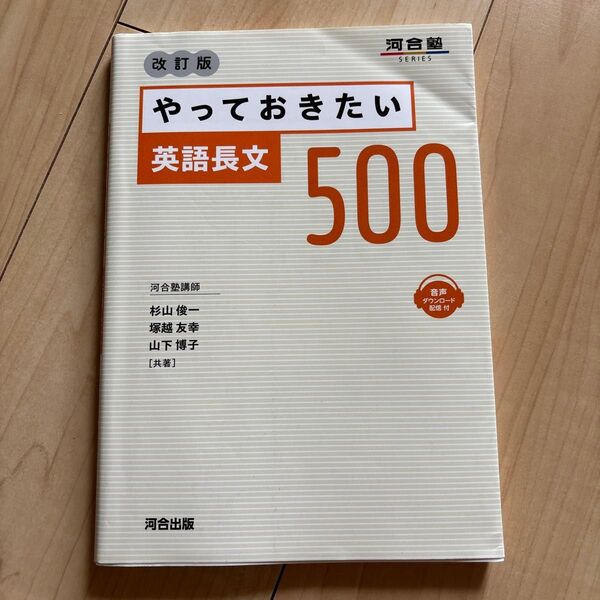 改訂版
河合塾
SERIES
やっておきたい
英語長文
500
音声
ダウンロード
配信 付
河合塾講師
杉山 俊一
塚越 友幸
山下 博子
[共著]
河合出版